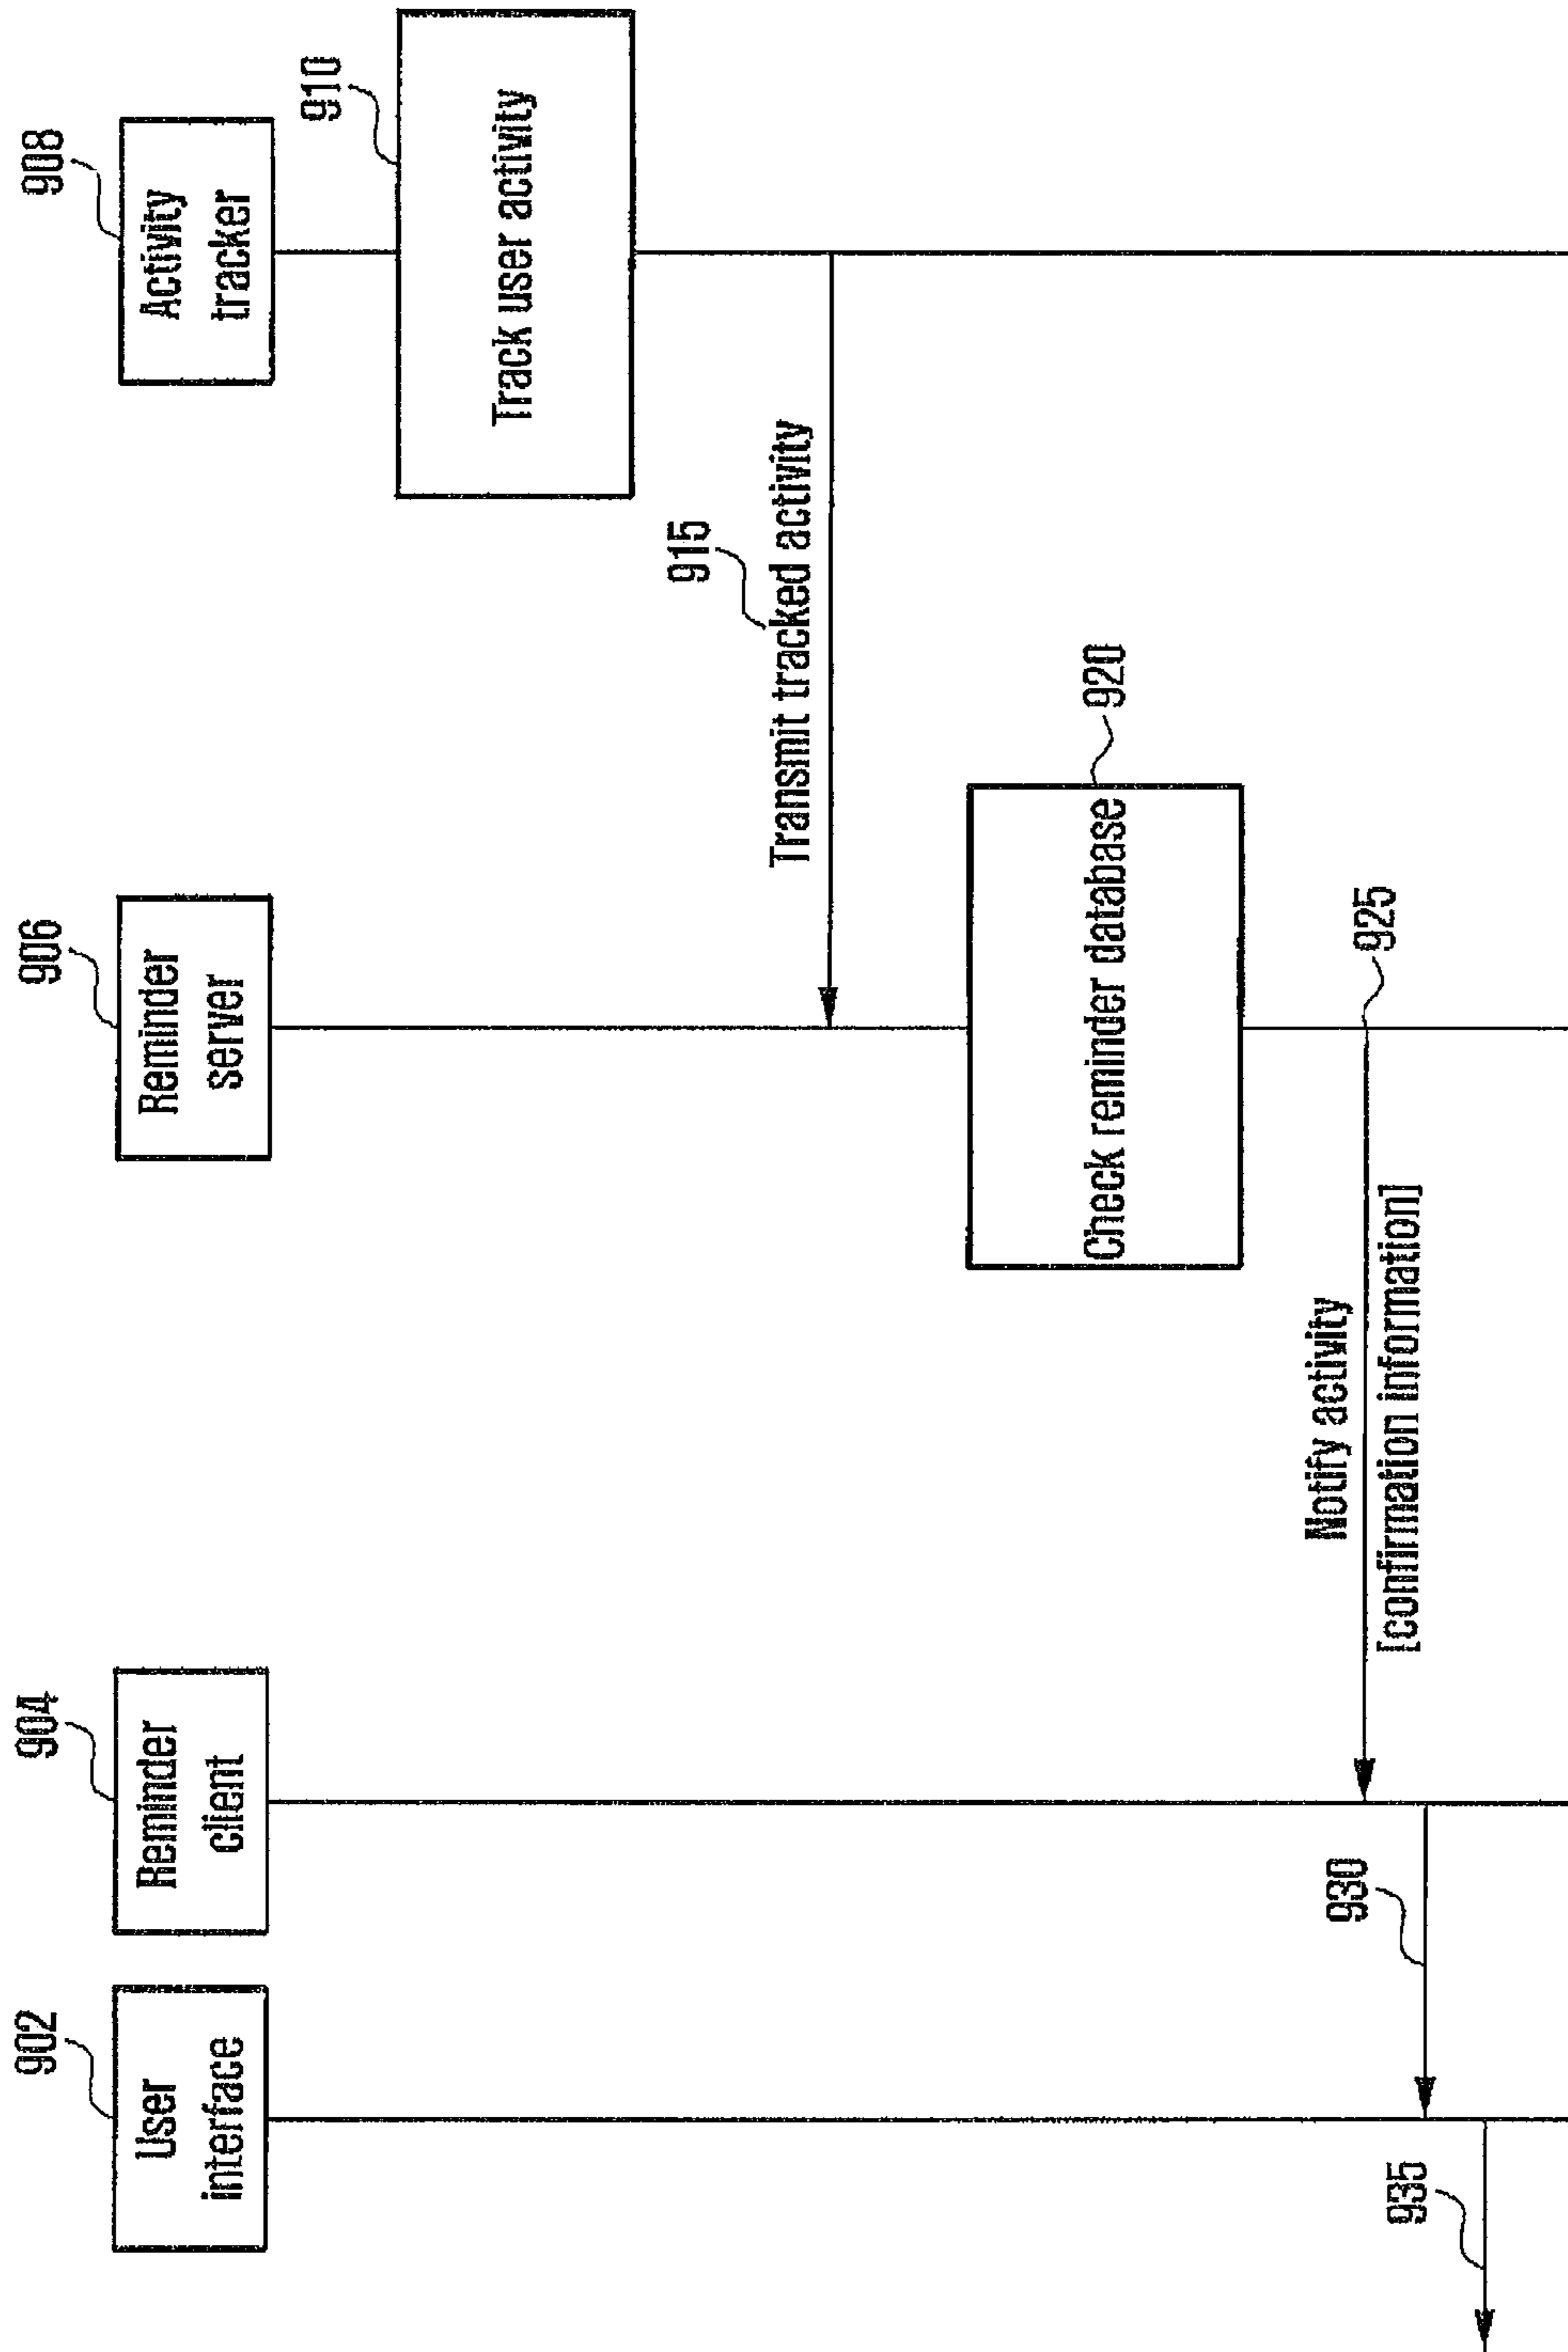 902
User
interface
904
Reminder
client
906
Reminder
server
908
Activity
tracker
910
Track user activity
915
Transmit tracked activity
920
Check reminder database
925
Notify activity
[confirmation information]
930
935